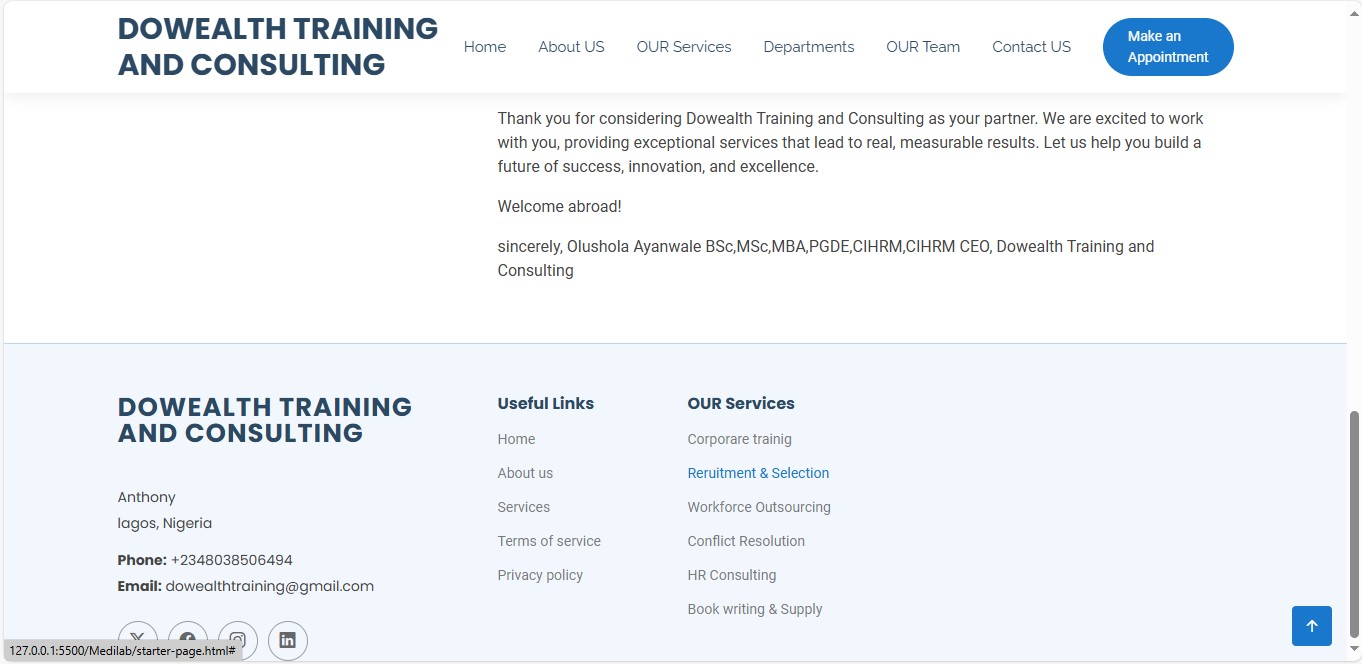 DOWEALTH TRAINING
AND CONSULTING
Home
About US
OUR Services
Departments
OUR Team
Contact US
Make an
Appointment
Thank you for considering Dowealth Training and Consulting as your partner. We are excited to work
with you, providing exceptional services that lead to real, measurable results. Let us help you build a
future of success, innovation, and excellence.
Welcome abroad!
sincerely, Olushola Ayanwale BSc,MSc,MBA,PGDE,CIHRM,CIHRM CEO, Dowealth Training and
Consulting
DOWEALTH TRAINING
AND CONSULTING
Anthony
lagos, Nigeria
Phone: +2348038506494
Email: dowealthtraining@gmail.com
Useful Links
Home
About us
Services
Terms of service
Privacy policy
OUR Services
Corporare trainig
Reruitment & Selection
Workforce Outsourcing
Conflict Resolution
HR Consulting
Book writing & Supply
127.0.0.1:5500/Medilab/starter-page.html#